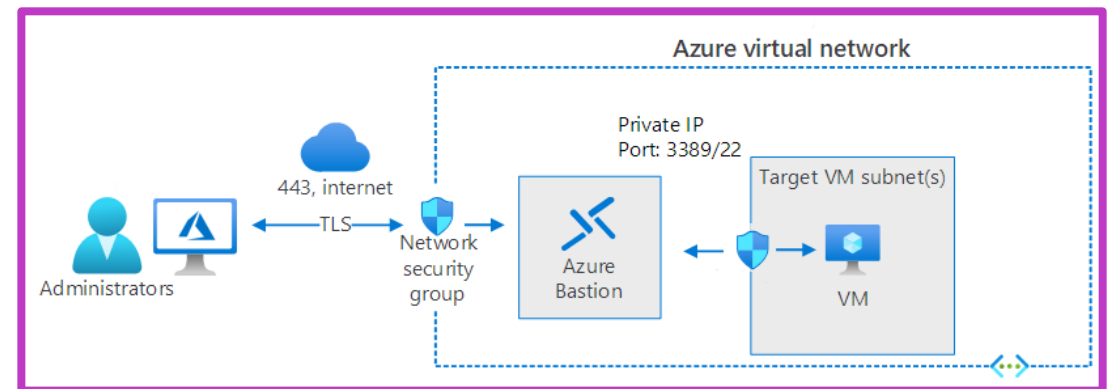 Azure virtual network
Private IP
Port: 3389/22
443, internet
TLS
Network
security
group
Administrators
Azure
Bastion
Target VM subnet(s)
VM